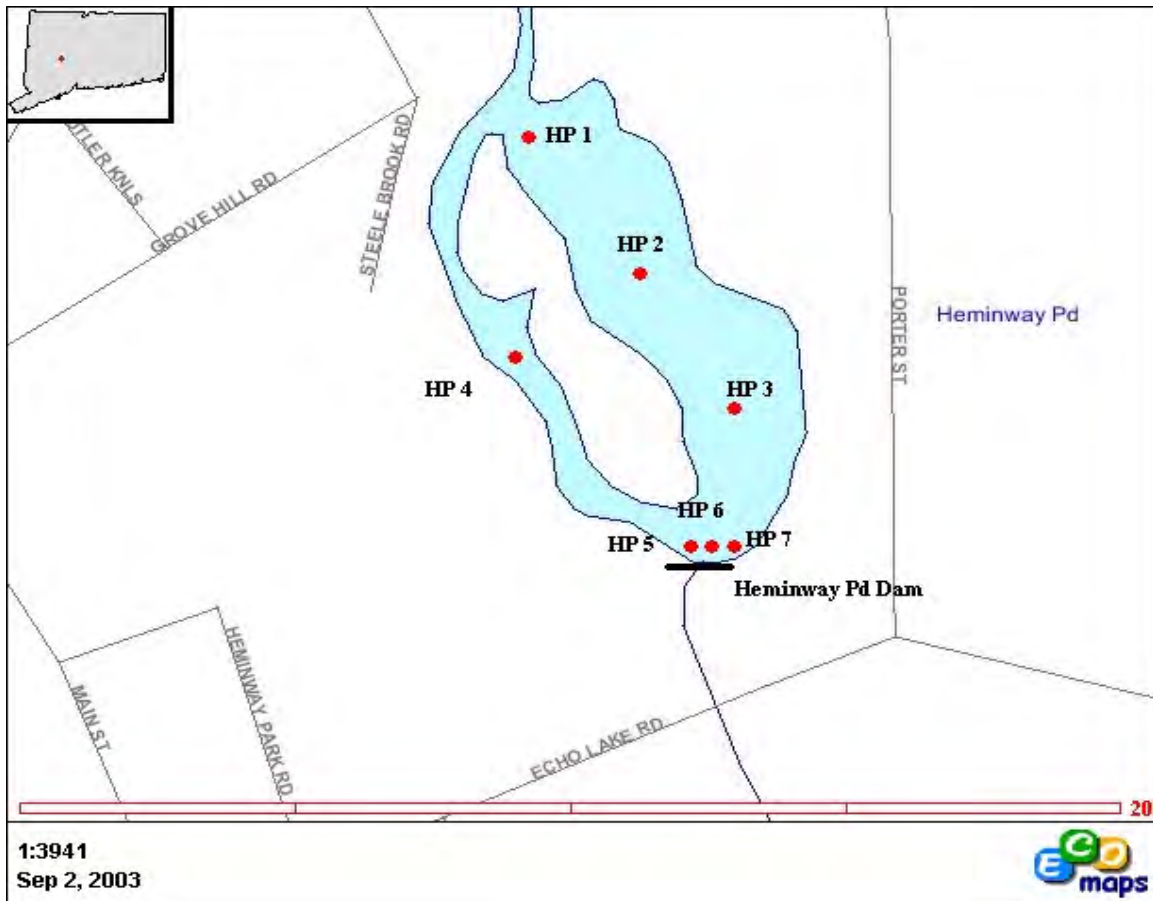 HP 1
STEELE BROOK RD
KNLS
GROVE HILL RD
HP 2
PORTER ST
Heminway Pd
HP 4
HP 3
HP 6
HP 5
HP 7
Heminway Pd Dam
HEMINWAY PARK RD
MAIN ST
ECHO LAKE RD
20
1:3941
Sep 2, 2003
ECO
maps